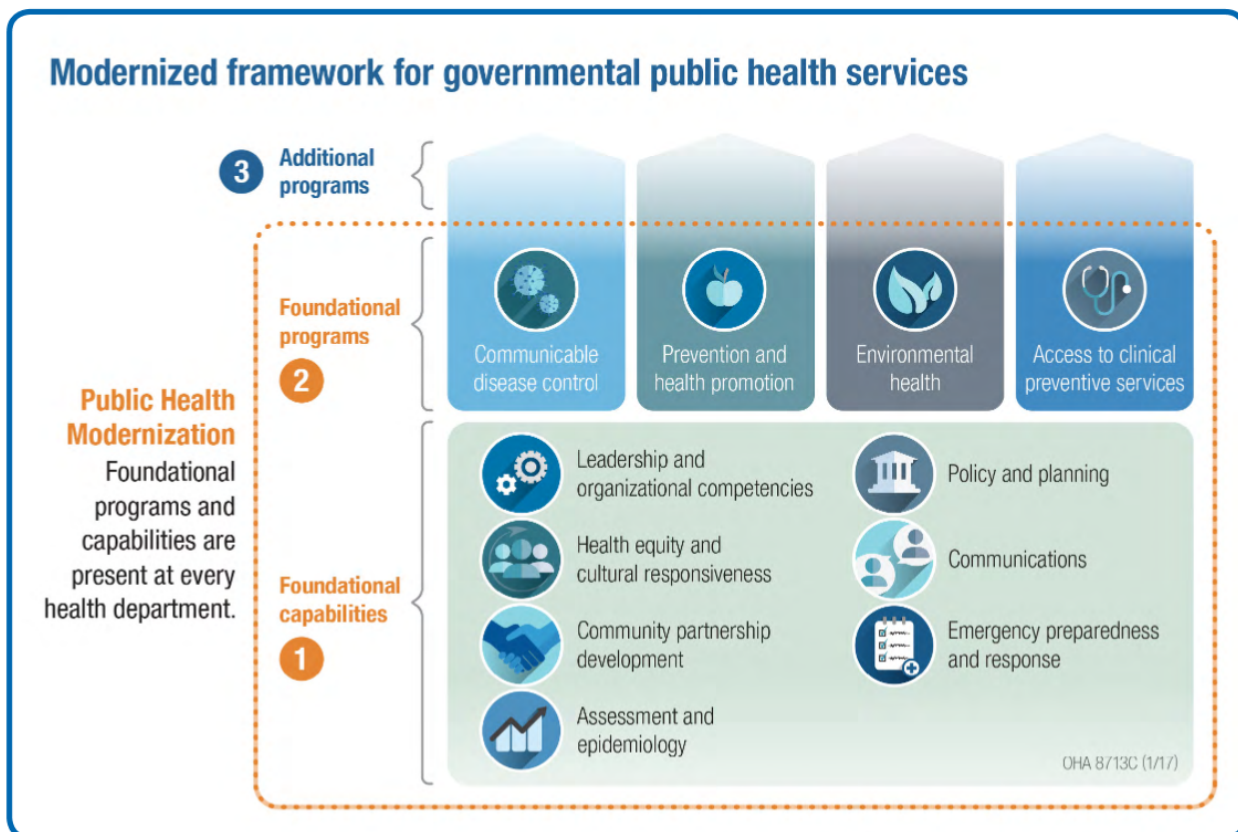 Modernized framework for governmental public health services
3
Additional
programs
Foundational
programs
2
Communicable
disease control
Prevention and
health promotion
Environmental
health
Access to clinical
preventive services
Public Health
Modernization
Foundational
programs and
capabilities are
present at every
health department.
Foundational
capabilities
1
Leadership and
organizational competencies
Health equity and
cultural responsiveness
Community partnership
development
Assessment and
epidemiology
Policy and planning
Communications
Emergency preparedness
and response
OHA 8713C (1/17)